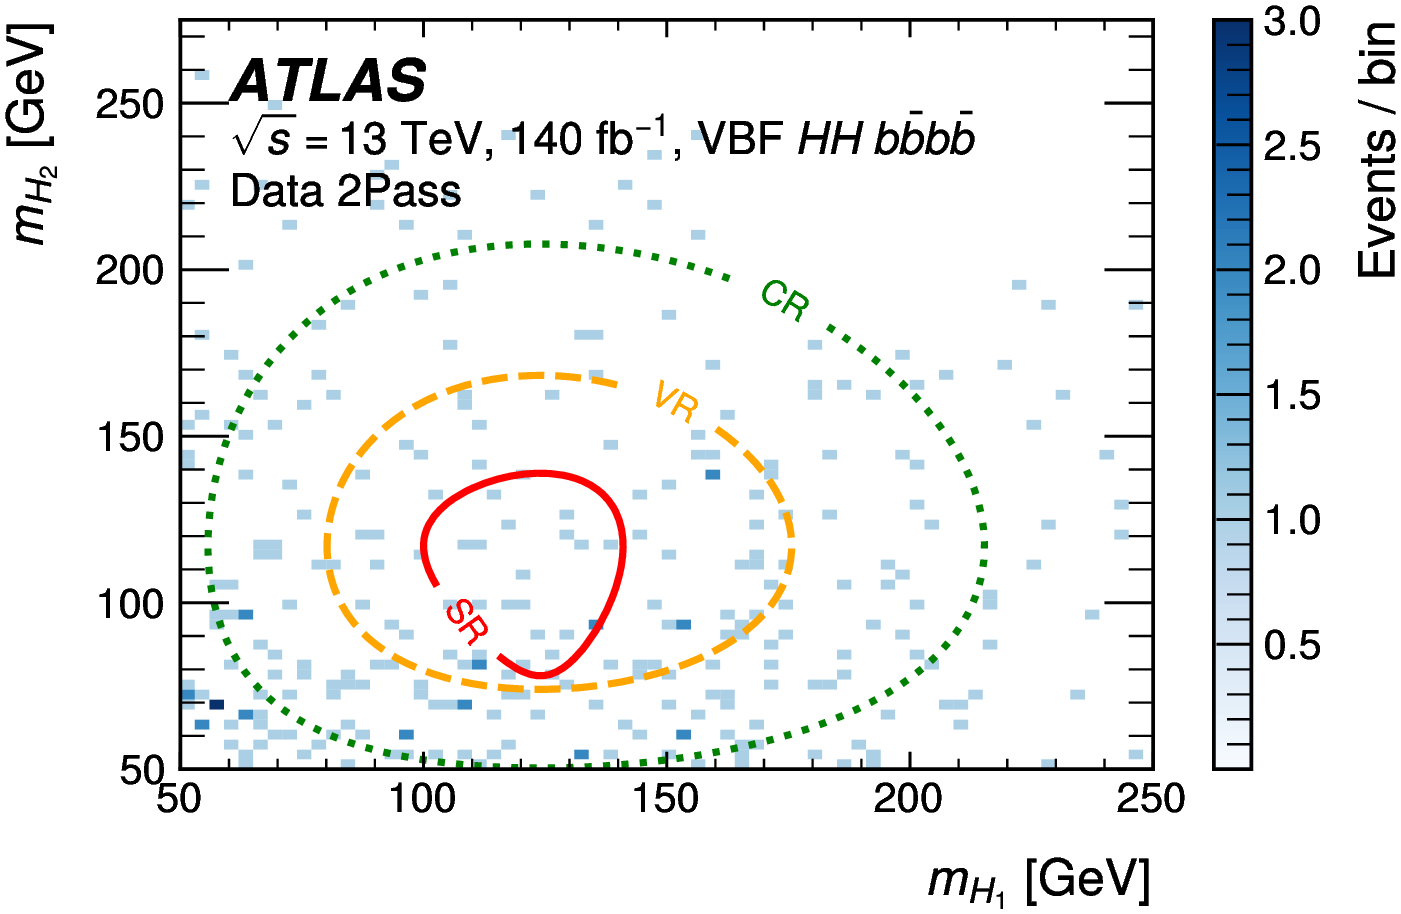 ATLAS
√s = 13 TeV, 140 fb⁻¹, VBF HH bb̄bb̄
Data 2Pass
CR
VR
SR
m_H₂ [GeV]
250
200
150
100
50
50 100 150 200 250
m_H₁ [GeV]
3.0
2.5
2.0
1.5
1.0
0.5
Events / bin